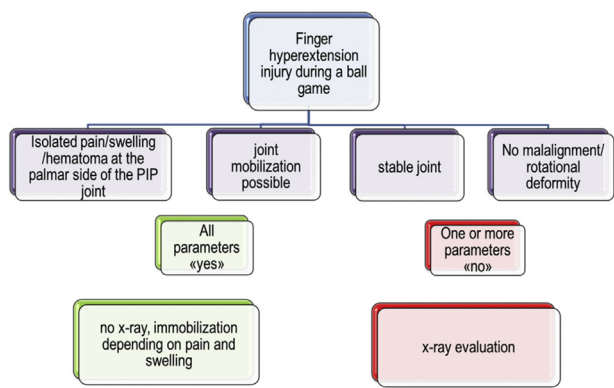 Finger
hyperextension
injury during a ball
game
Isolated pain/swelling
/hematoma at the
palmar side of the PIP
joint
joint
mobilization
possible
stable joint
No malalignment/
rotational
deformity
All
parameters
«yes»
One or more
parameters
«no»
no x-ray, immobilization
depending on pain and
swelling
x-ray evaluation